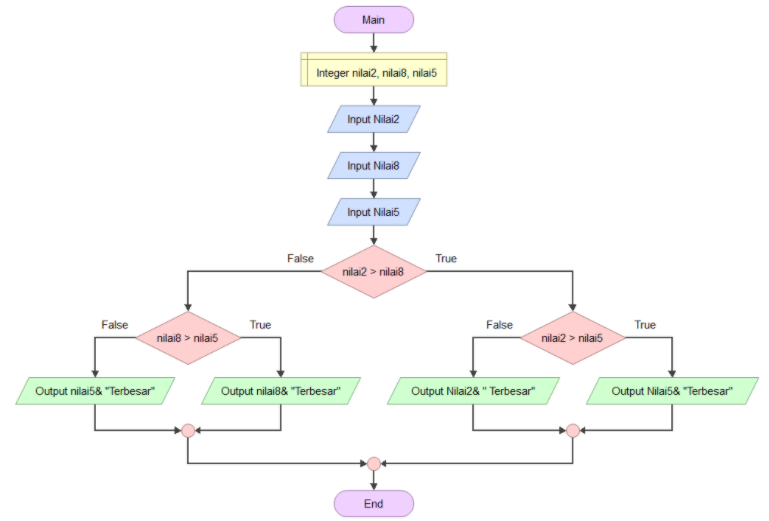 Main
Integer nilai2, nilai8, nilai5
Input Nilai2
Input Nilai8
Input Nilai5
False
True
nilai2 > nilai8
False
True
nilai8 > nilai5
False
True
nilai2 > nilai5
Output nilai5& "Terbesar"
Output nilai8& "Terbesar"
Output Nilai2& " Terbesar"
Output Nilai5& "Terbesar"
End